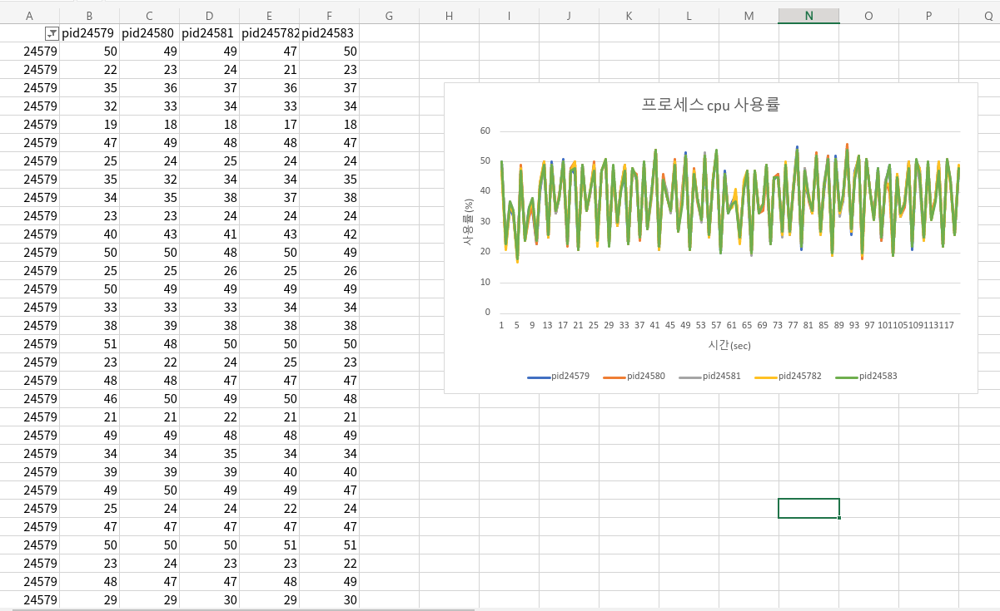 A B C D E F G H I J K L M N O P Q
pid24579 pid24580 pid24581 pid245782 pid24583
24579 50 49 49 47 50
24579 22 23 24 21 23
24579 35 36 37 36 37
24579 32 33 34 33 34
24579 19 18 18 17 18
24579 47 49 48 48 47
24579 25 24 25 24 24
24579 35 32 34 34 35
24579 34 35 38 37 38
24579 23 23 24 24 24
24579 40 43 41 43 42
24579 50 50 48 50 49
24579 25 25 26 25 26
24579 50 49 49 49 49
24579 33 33 33 34 34
24579 38 39 38 38 38
24579 51 48 50 50 50
24579 23 22 24 25 23
24579 48 48 47 47 47
24579 46 50 49 50 48
24579 21 21 22 21 21
24579 49 49 48 48 49
24579 34 34 35 34 34
24579 39 39 39 40 40
24579 49 50 49 49 47
24579 25 24 24 22 24
24579 47 47 47 47 47
24579 50 50 50 51 51
24579 23 24 23 23 22
24579 48 47 47 48 49
24579 29 29 30 29 30
프로세스 cpu 사용률
60
50
40
30
20
10
0
사용률(%)
1 5 9 13 17 21 25 29 33 37 41 45 49 53 57 61 65 69 73 77 81 85 89 93 97 101105109113117
시간(sec)
pid24579 pid24580 pid24581 pid245782 pid24583